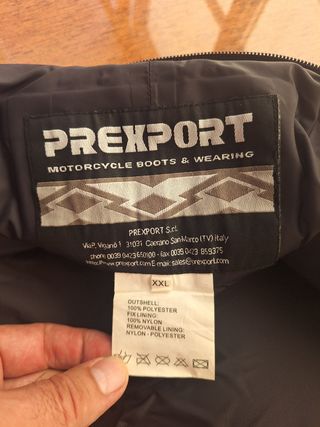 PREXPORT
MOTORCYCLE BOOTS & WEARING
PREXPORT S.r.l.
Via P. Viganò 1 31031 Caerano San Marco (TV) Italy
phone 0039 0423 650100 - Fax 0039 0423 859375
www.prexport.com E-mail: sales@prexport.com
XXL
OUTSHELL:
100% POLYESTER
FIX LINING:
100% NYLON
REMOVABLE LINING:
NYLON - POLYESTER